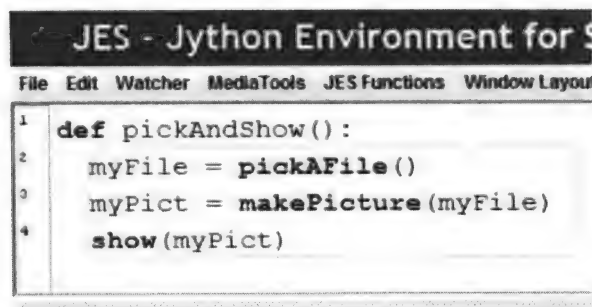 JES - Jython Environment for S
File Edit Watcher MediaTools JES Functions Window Layout
1 def pickAndShow():
2 myFile = pickAFile()
3 myPict = makePicture(myFile)
4 show(myPict)